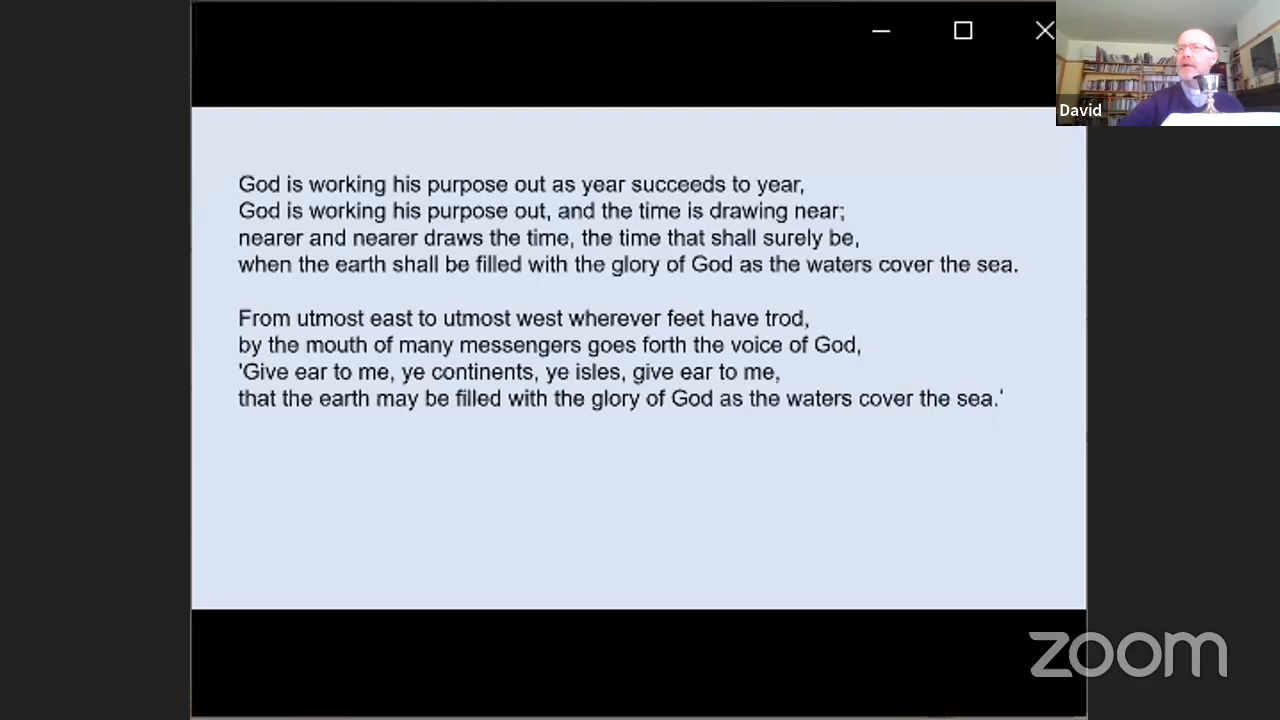 God is working his purpose out as year succeeds to year,
God is working his purpose out, and the time is drawing near;
nearer and nearer draws the time, the time that shall surely be,
when the earth shall be filled with the glory of God as the waters cover the sea.
From utmost east to utmost west wherever feet have trod,
by the mouth of many messengers goes forth the voice of God,
'Give ear to me, ye continents, ye isles, give ear to me,
that the earth may be filled with the glory of God as the waters cover the sea.'
David
zoom